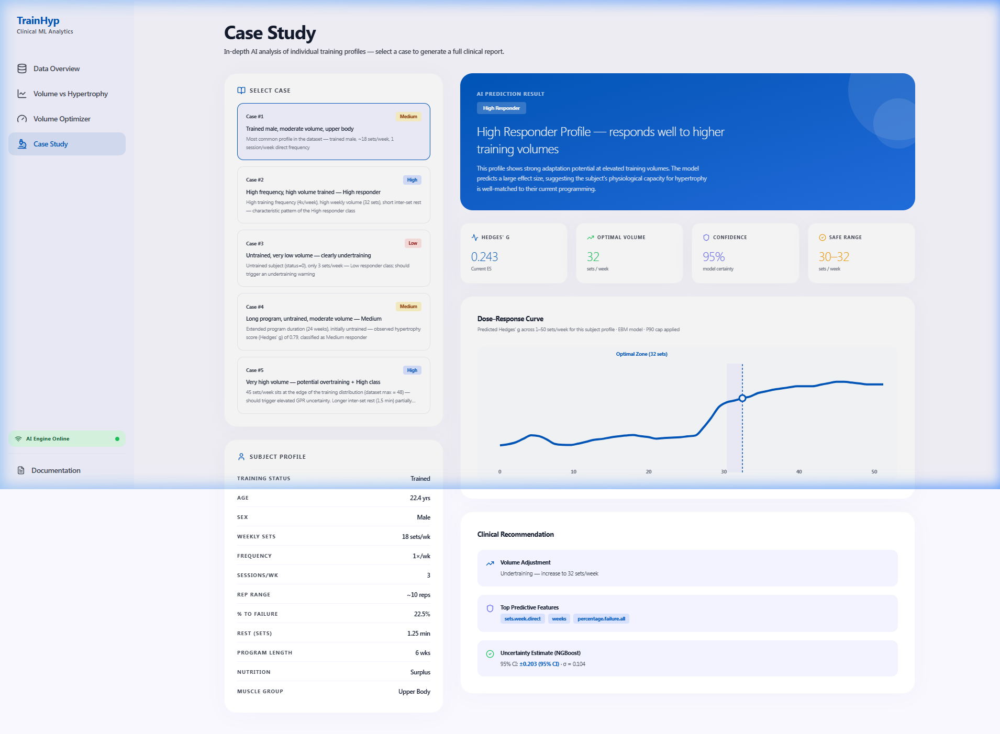 TrainHyp
Clinical ML Analytics
Data Overview
Volume vs Hypertrophy
Volume Optimizer
Case Study
AI Engine Online
Documentation
Case Study
In-depth AI analysis of individual training profiles — select a case to generate a full clinical report.
SELECT CASE
Case #1
Medium
Trained male, moderate volume, upper body
Most common profile in the dataset — trained male, ~18 sets/week, 1
session/week direct frequency
Case #2
High
High frequency, high volume trained — High responder
High training frequency (4x/week), high weekly volume (32 sets), short inter-set rest
— characteristic pattern of the High responder class
Case #3
Low
Untrained, very low volume — clearly undertraining
Untrained subject (status=0), only 3 sets/week — Low responder class; should
trigger an undertraining warning
Case #4
Medium
Long program, untrained, moderate volume — Medium
Extended program duration (24 weeks), initially untrained — observed hypertrophy
score (Hedges' g) of 0.79, classified as Medium responder
Case #5
High
Very high volume — potential overtraining + High class
45 sets/week sits at the edge of the training distribution (dataset max = 48) —
should trigger elevated GPR uncertainty. Longer inter-set rest (1.5 min) partially...
SUBJECT PROFILE
TRAINING STATUS Trained
AGE 22.4 yrs
SEX Male
WEEKLY SETS 18 sets/wk
FREQUENCY 1×/wk
SESSIONS/WK 3
REP RANGE ~10 reps
% TO FAILURE 22.5%
REST (SETS) 1.25 min
PROGRAM LENGTH 6 wks
NUTRITION Surplus
MUSCLE GROUP Upper Body
AI PREDICTION RESULT
High Responder
High Responder Profile — responds well to higher
training volumes
This profile shows strong adaptation potential at elevated training volumes. The model
predicts a large effect size, suggesting the subject's physiological capacity for hypertrophy
is well-matched to their current programming.
HEDGES' G
0.243
Current ES
OPTIMAL VOLUME
32
sets / week
CONFIDENCE
95%
model certainty
SAFE RANGE
30–32
sets / week
Dose–Response Curve
Predicted Hedges' g across 1–50 sets/week for this subject profile · EBM model · P90 cap applied
Optimal Zone (32 sets)
0 10 20 30 40 50
Clinical Recommendation
Volume Adjustment
Undertraining — increase to 32 sets/week
Top Predictive Features
sets.week.direct weeks percentage.failure.all
Uncertainty Estimate (NGBoost)
95% CI: ±0.203 (95% CI) · σ = 0.104